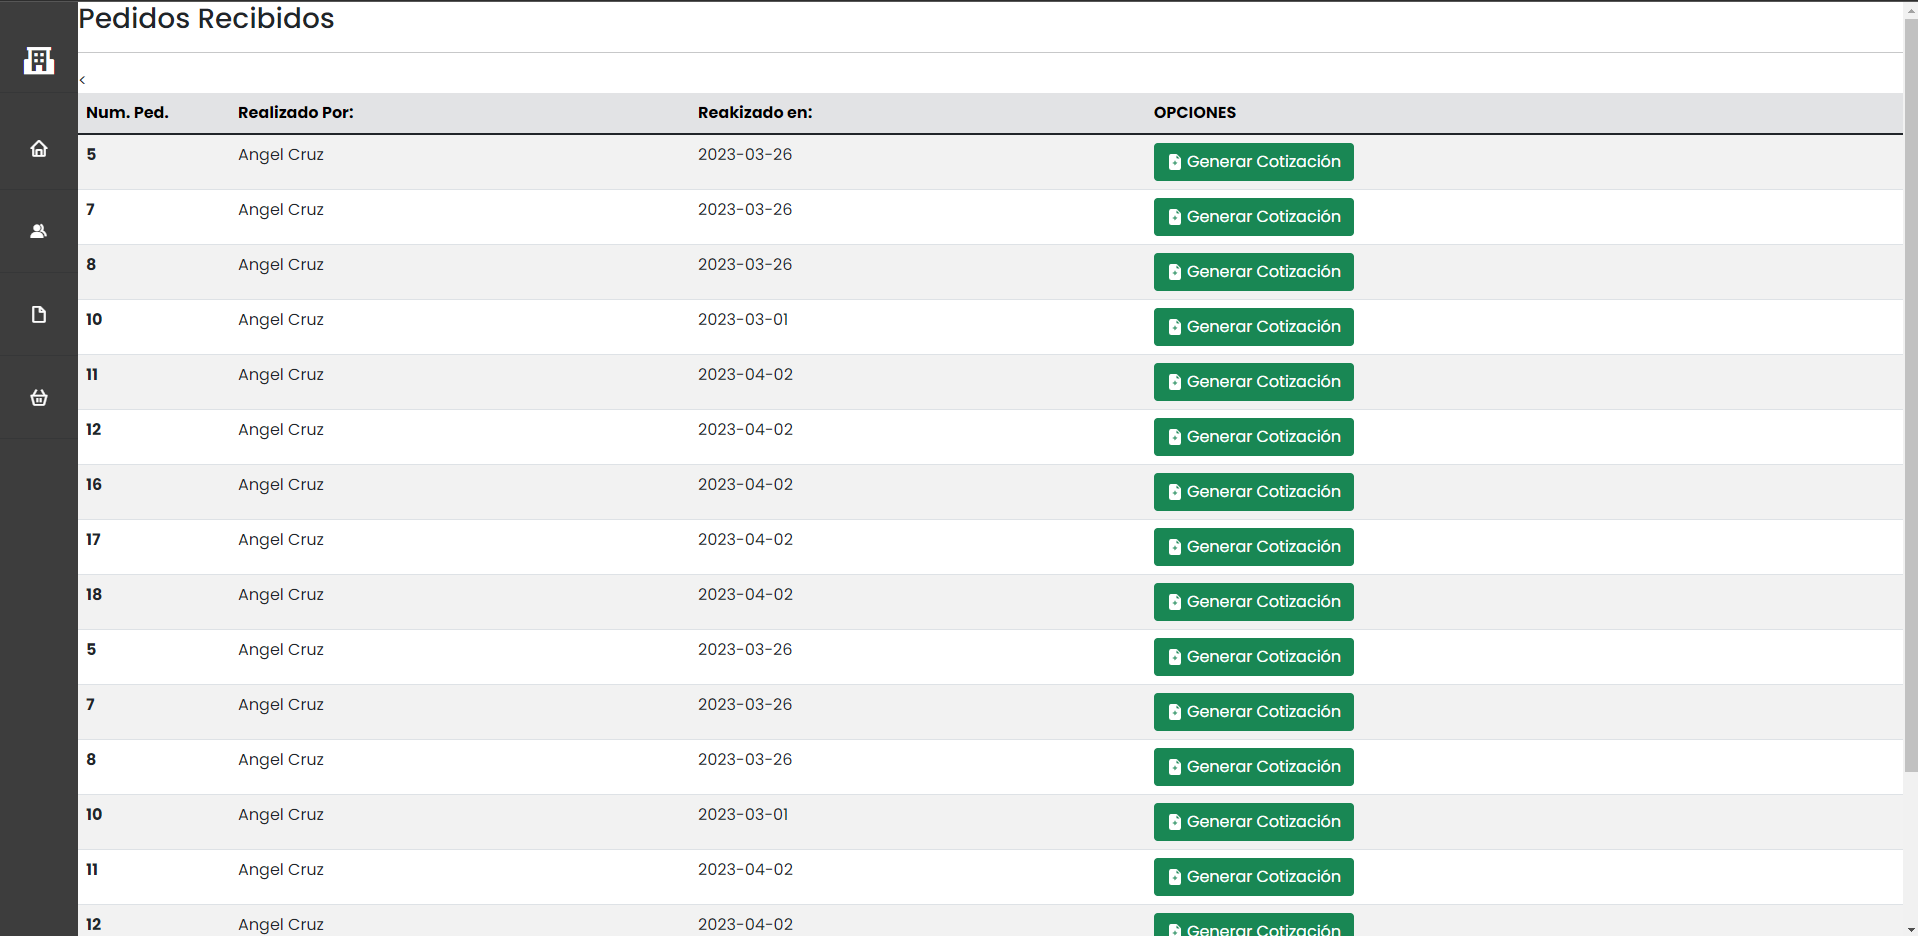 Pedidos Recibidos
<
Num. Ped. Realizado Por: Reakizado en: OPCIONES
5 Angel Cruz 2023-03-26 Generar Cotización
7 Angel Cruz 2023-03-26 Generar Cotización
8 Angel Cruz 2023-03-26 Generar Cotización
10 Angel Cruz 2023-03-01 Generar Cotización
11 Angel Cruz 2023-04-02 Generar Cotización
12 Angel Cruz 2023-04-02 Generar Cotización
16 Angel Cruz 2023-04-02 Generar Cotización
17 Angel Cruz 2023-04-02 Generar Cotización
18 Angel Cruz 2023-04-02 Generar Cotización
5 Angel Cruz 2023-03-26 Generar Cotización
7 Angel Cruz 2023-03-26 Generar Cotización
8 Angel Cruz 2023-03-26 Generar Cotización
10 Angel Cruz 2023-03-01 Generar Cotización
11 Angel Cruz 2023-04-02 Generar Cotización
12 Angel Cruz 2023-04-02 Generar Cotización